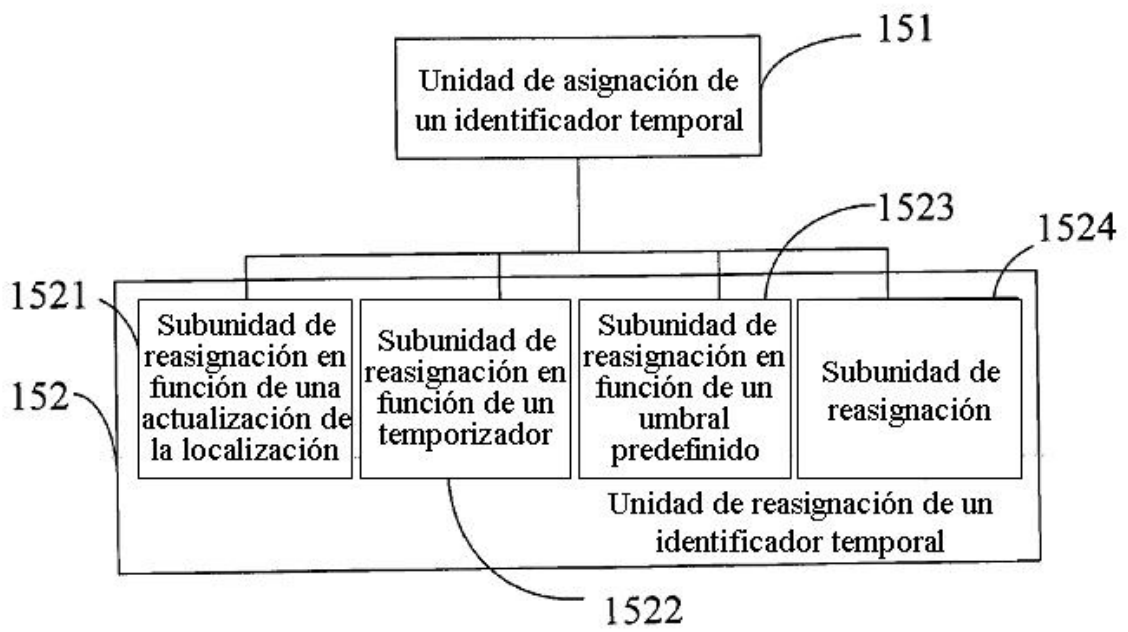 151
Unidad de asignación de
un identificador temporal
1523
1524
1521
Subunidad de
reasignación en
función de una
actualización de
la localización
Subunidad de
reasignación en
función de un
temporizador
Subunidad de
reasignación en
función de un
umbral
predefinido
Subunidad de
reasignación
152
Unidad de reasignación de un
identificador temporal
1522